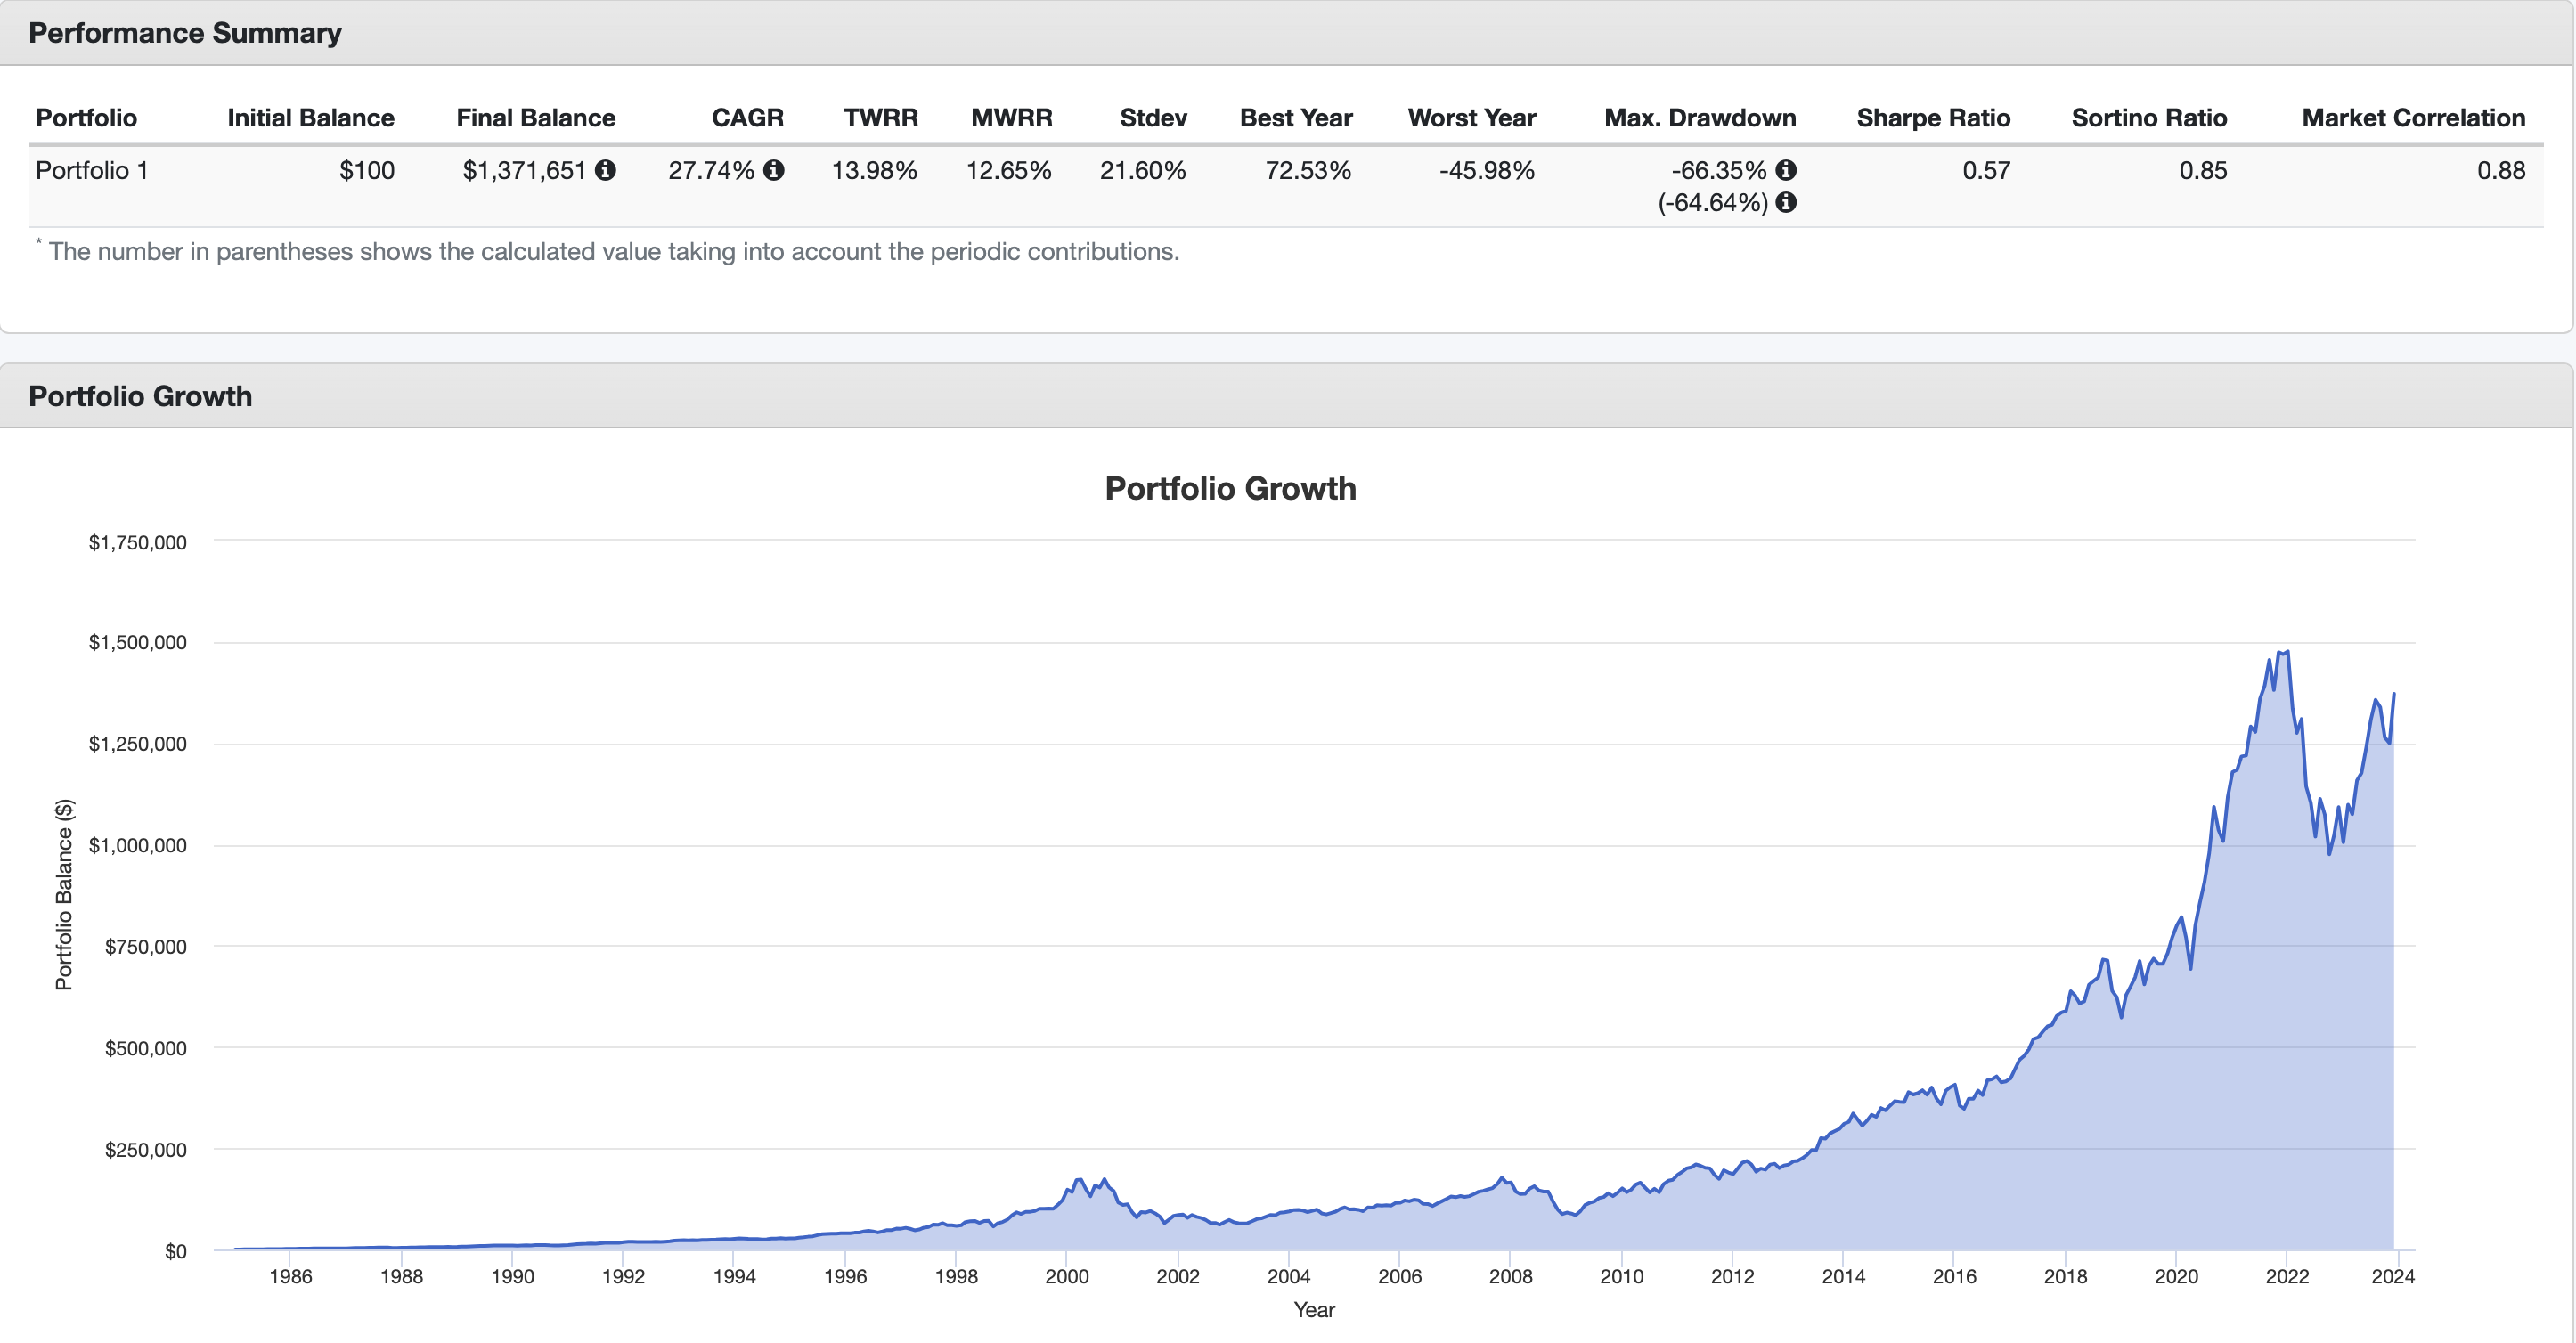 Performance Summary
Portfolio Initial Balance Final Balance CAGR TWRR MWRR Stdev Best Year Worst Year Max. Drawdown Sharpe Ratio Sortino Ratio Market Correlation
Portfolio 1 $100 $1,371,651 27.74% 13.98% 12.65% 21.60% 72.53% -45.98% -66.35% 0.57 0.85 0.88
(-64.64%)
* The number in parentheses shows the calculated value taking into account the periodic contributions.
Portfolio Growth
Portfolio Growth
$1,750,000
$1,500,000
$1,250,000
$1,000,000
$750,000
$500,000
$250,000
$0
Portfolio Balance ($)
1986 1988 1990 1992 1994 1996 1998 2000 2002 2004 2006 2008 2010 2012 2014 2016 2018 2020 2022 2024
Year